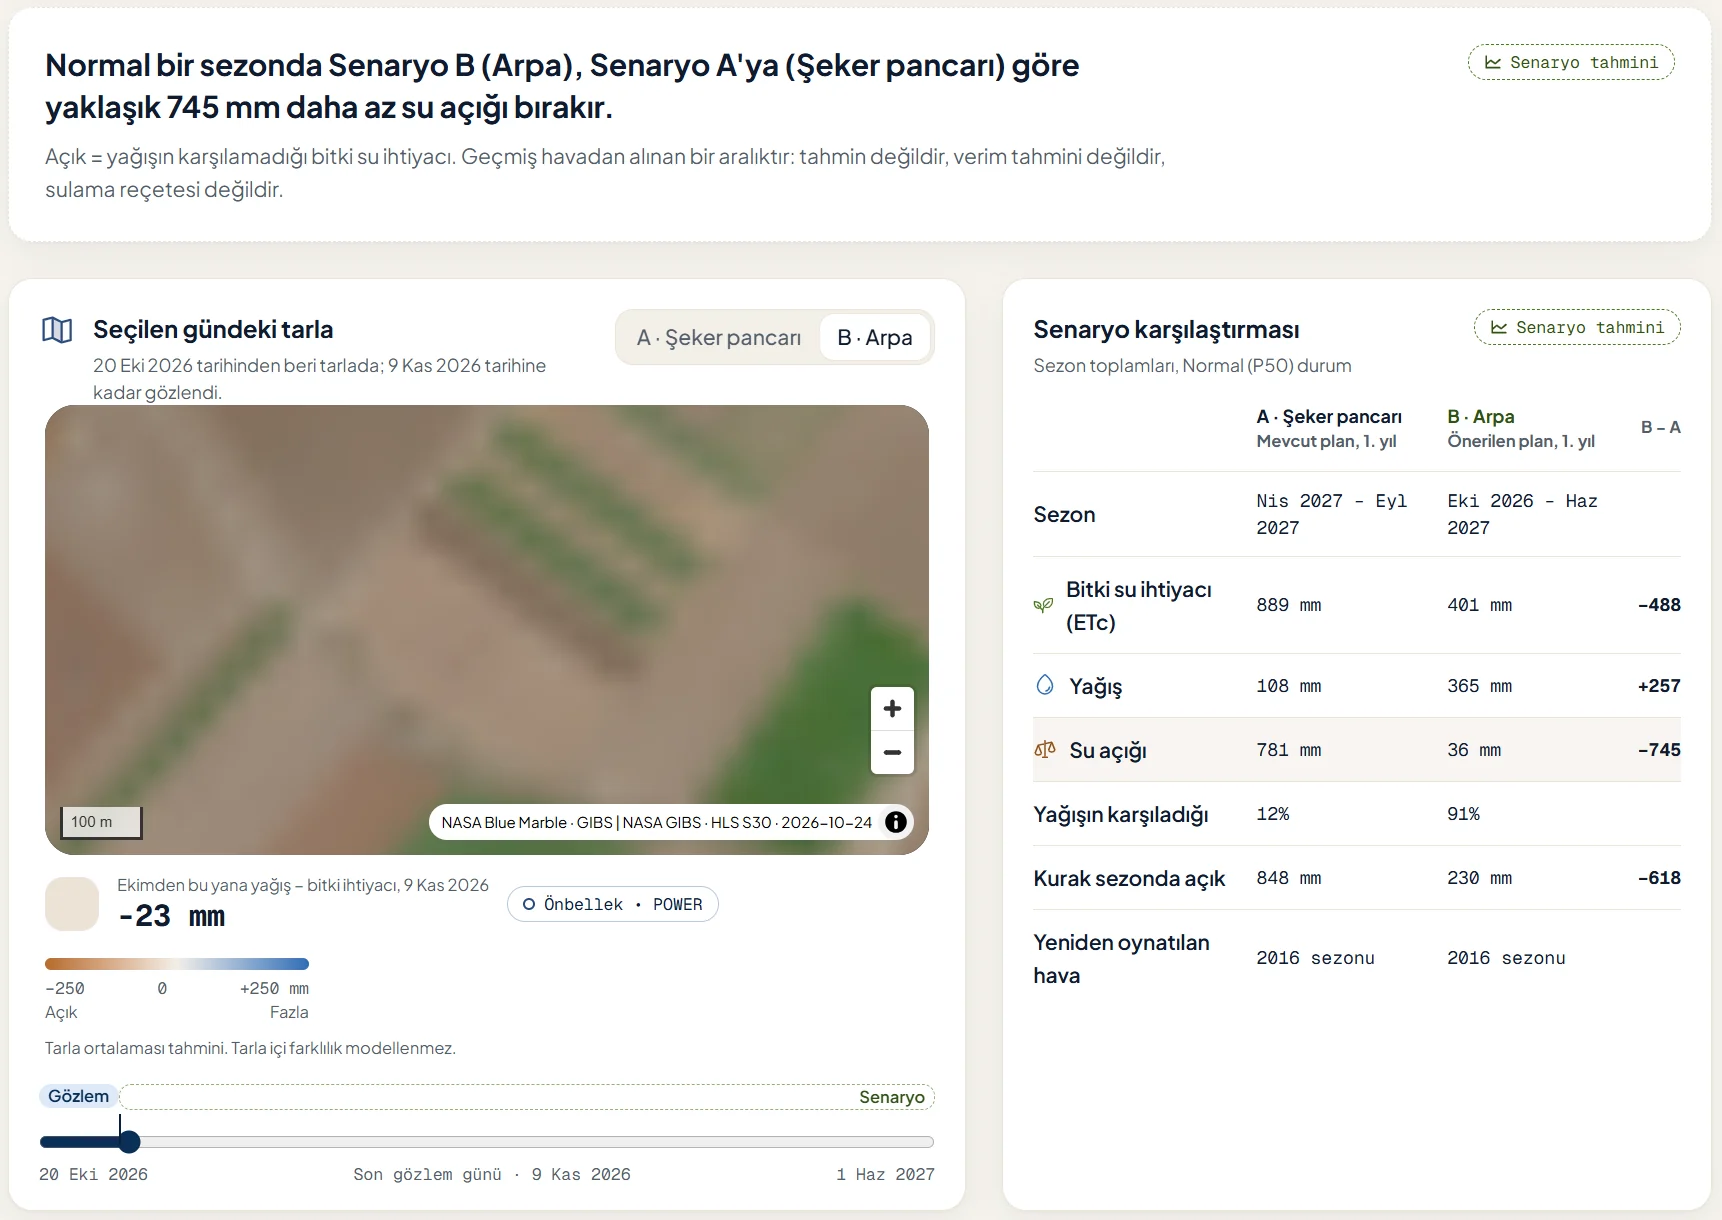 Normal bir sezonda Senaryo B (Arpa), Senaryo A'ya (Şeker pancarı) göre
yaklaşık 745 mm daha az su açığı bırakır.
Senaryo tahmini
Açık = yağışın karşılamadığı bitki su ihtiyacı. Geçmiş havadan alınan bir aralıktır: tahmin değildir, verim tahmini değildir,
sulama reçetesi değildir.
Seçilen gündeki tarla
20 Eki 2026 tarihinden beri tarlada; 9 Kas 2026 tarihine
kadar gözlendi.
A · Şeker pancarı
B · Arpa
100 m
NASA Blue Marble · GIBS | NASA GIBS · HLS S30 · 2026-10-24
Ekimden bu yana yağış – bitki ihtiyacı, 9 Kas 2026
-23 mm
Önbellek • POWER
-250 0 +250 mm
Açık Fazla
Tarla ortalaması tahmini. Tarla içi farklılık modellenmez.
Gözlem
Senaryo
20 Eki 2026 Son gözlem günü · 9 Kas 2026 1 Haz 2027
Senaryo karşılaştırması
Senaryo tahmini
Sezon toplamları, Normal (P50) durum
A · Şeker pancarı B · Arpa B – A
Mevcut plan, 1. yıl Önerilen plan, 1. yıl
Sezon Nis 2027 – Eyl 2027 Eki 2026 – Haz 2027
Bitki su ihtiyacı (ETc) 889 mm 401 mm -488
Yağış 108 mm 365 mm +257
Su açığı 781 mm 36 mm -745
Yağışın karşıladığı 12% 91%
Kurak sezonda açık 848 mm 230 mm -618
Yeniden oynatılan hava 2016 sezonu 2016 sezonu